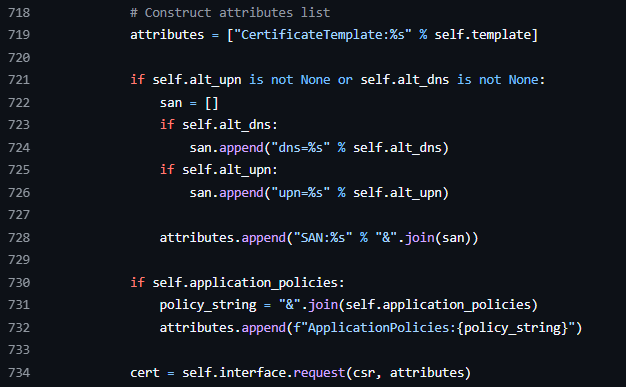 718 # Construct attributes list
719 attributes = ["CertificateTemplate:%s" % self.template]
720
721 if self.alt_upn is not None or self.alt_dns is not None:
722 san = []
723 if self.alt_dns:
724 san.append("dns=%s" % self.alt_dns)
725 if self.alt_upn:
726 san.append("upn=%s" % self.alt_upn)
727
728 attributes.append("SAN:%s" % "&".join(san))
729
730 if self.application_policies:
731 policy_string = "&".join(self.application_policies)
732 attributes.append(f"ApplicationPolicies:{policy_string}")
733
734 cert = self.interface.request(csr, attributes)